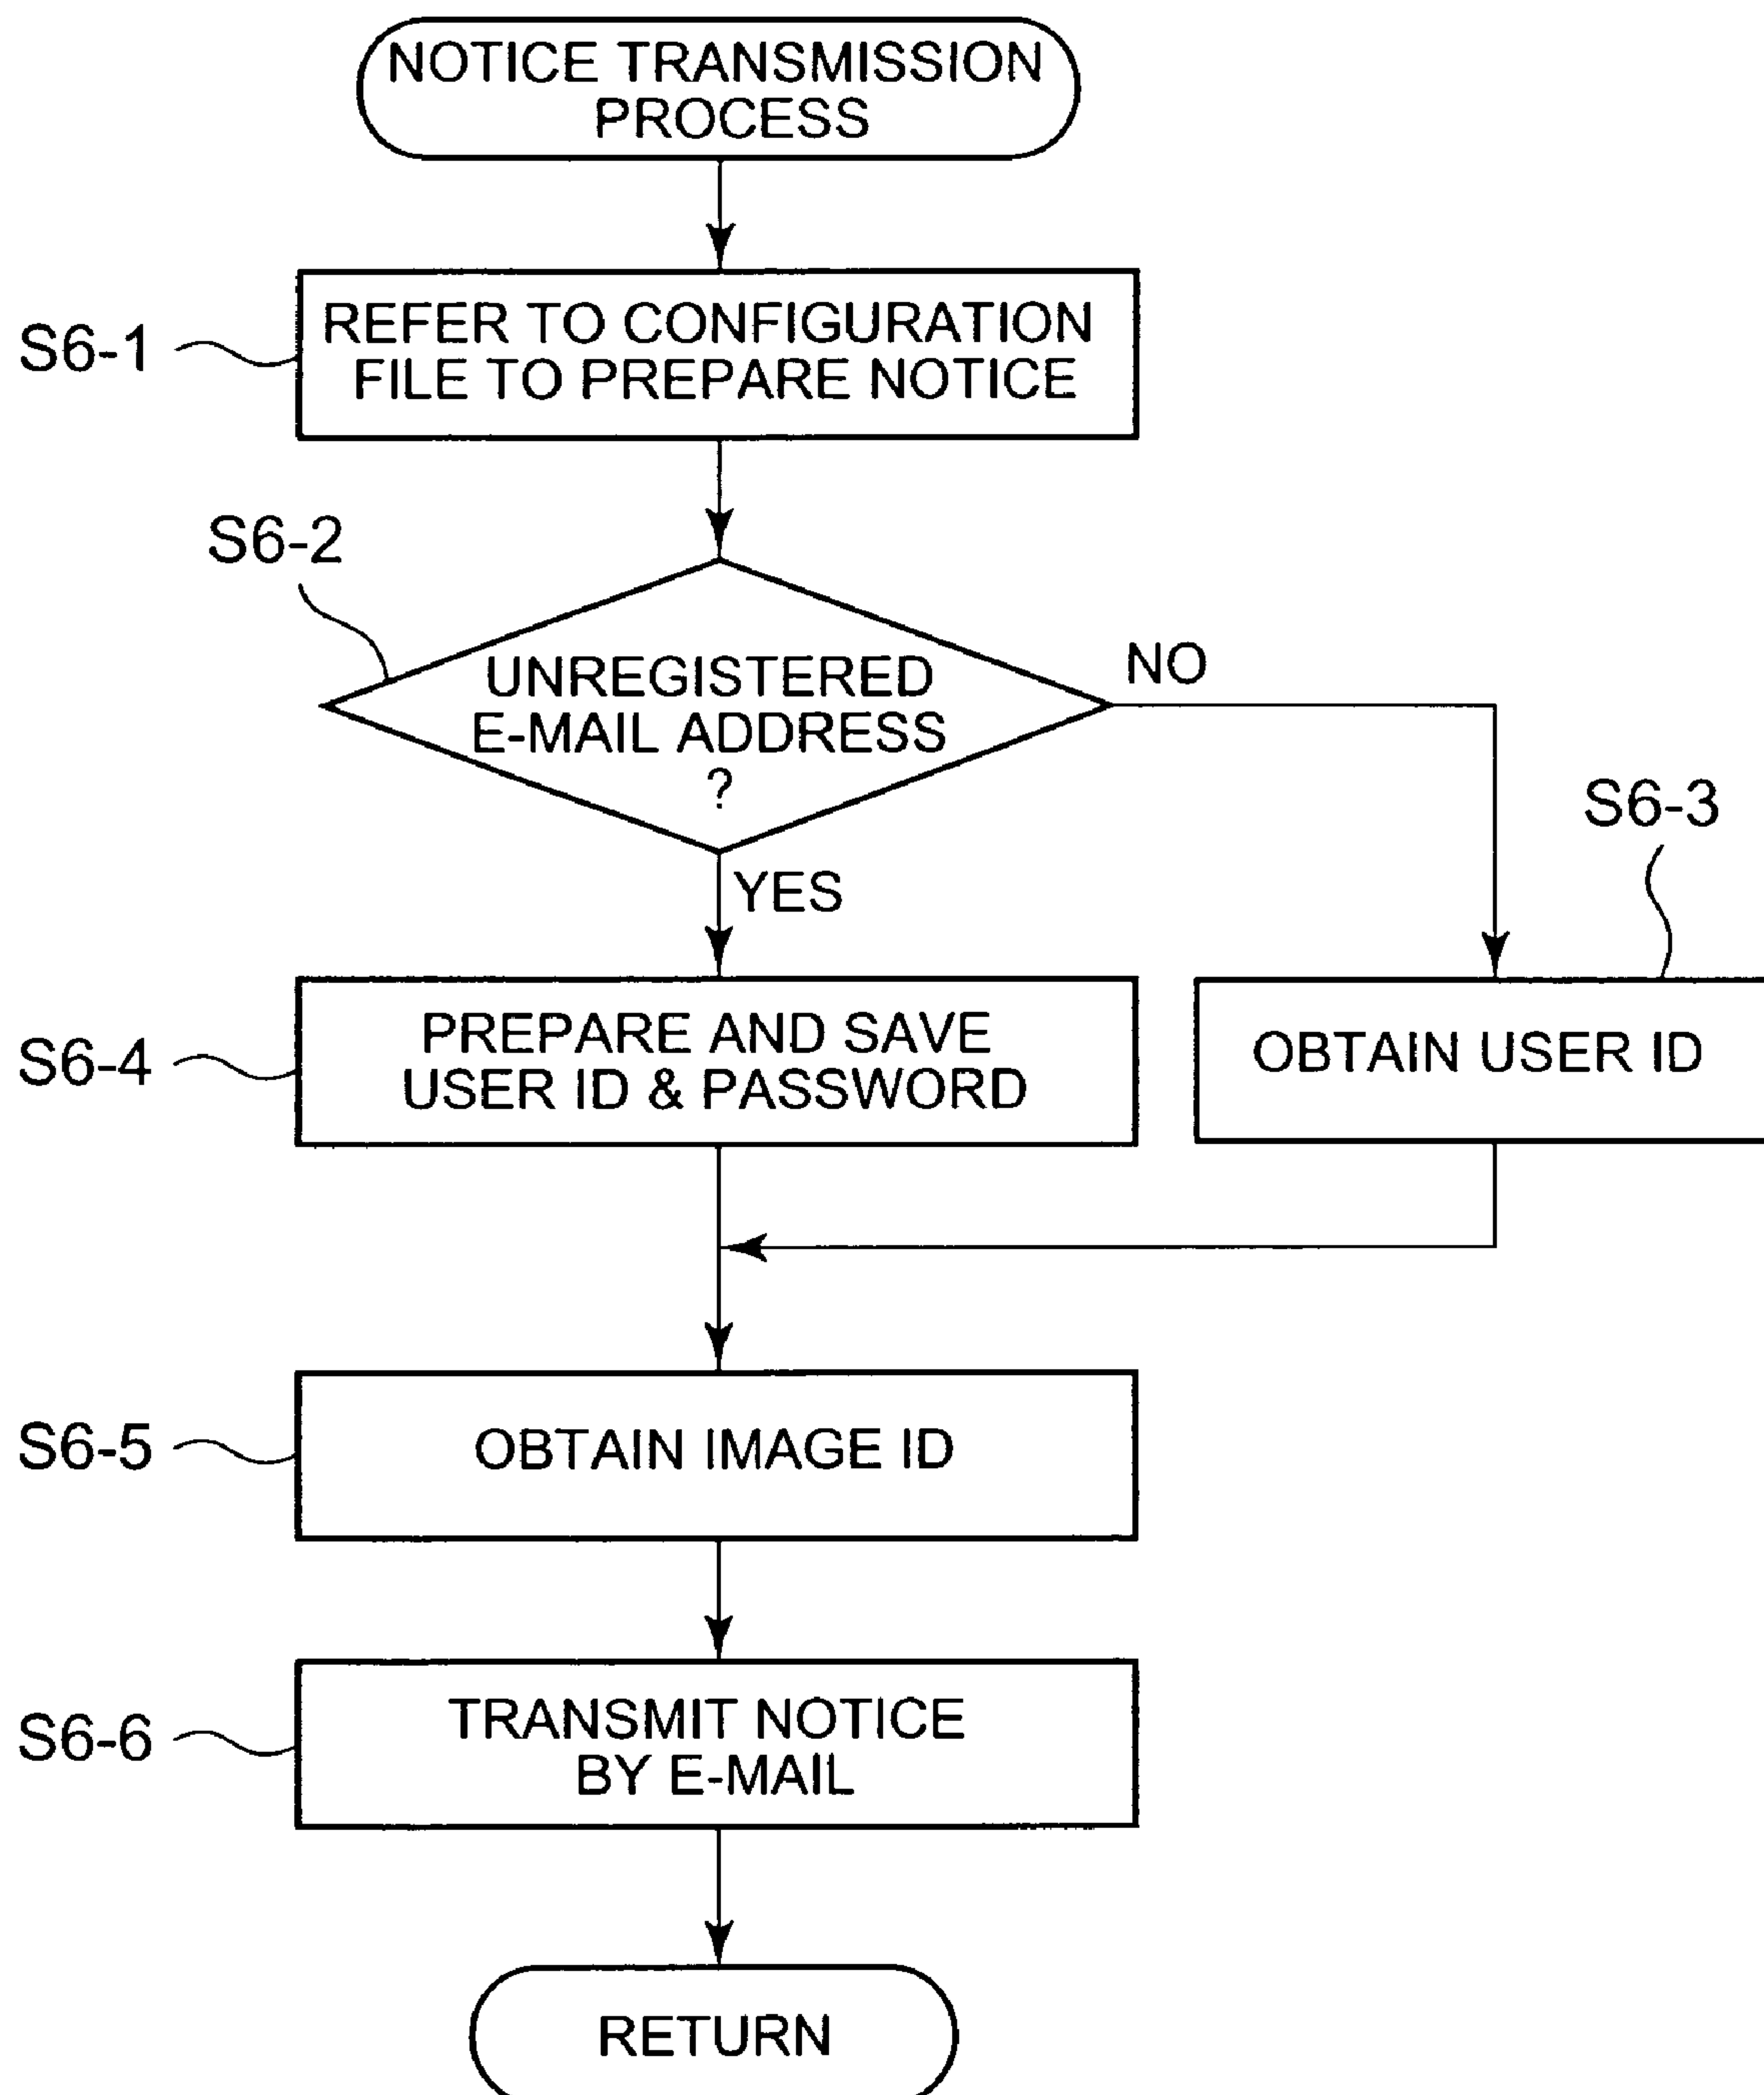 NOTICE TRANSMISSION
PROCESS
S6-1
REFER TO CONFIGURATION
FILE TO PREPARE NOTICE
S6-2
UNREGISTERED
E-MAIL ADDRESS
?
NO
YES
S6-3
OBTAIN USER ID
S6-4
PREPARE AND SAVE
USER ID & PASSWORD
S6-5
OBTAIN IMAGE ID
S6-6
TRANSMIT NOTICE
BY E-MAIL
RETURN